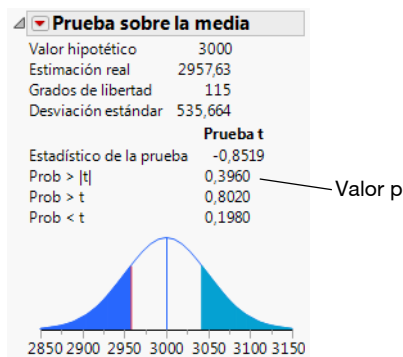 Prueba sobre la media
Valor hipotético 3000
Estimación real 2957,63
Grados de libertad 115
Desviación estándar 535,664
Prueba t
Estadístico de la prueba -0,8519
Prob > |t| 0,3960
Valor p
Prob > t 0,8020
Prob < t 0,1980
2850 2900 2950 3000 3050 3100 3150